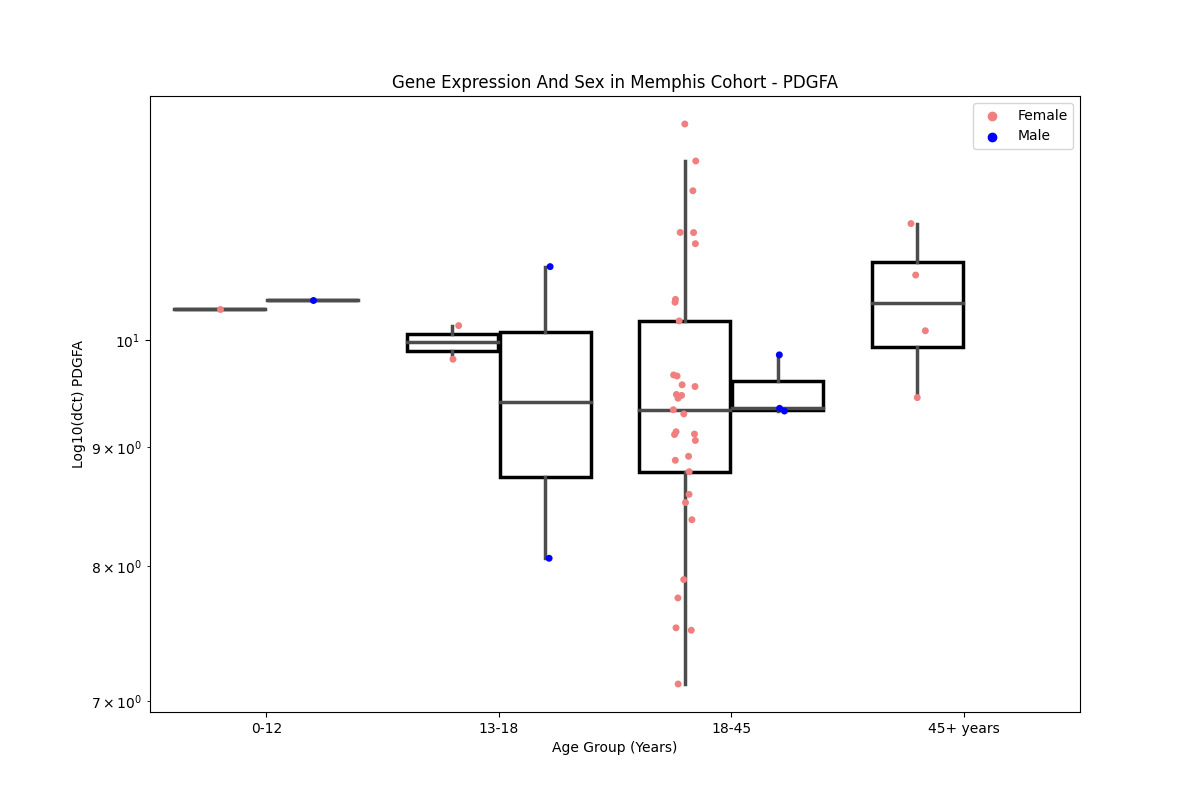 Gene Expression And Sex in Memphis Cohort - PDGFA
Female
Male
Log10(dCt) PDGFA
10¹
9 × 10⁰
8 × 10⁰
7 × 10⁰
0-12
13-18
18-45
45+ years
Age Group (Years)